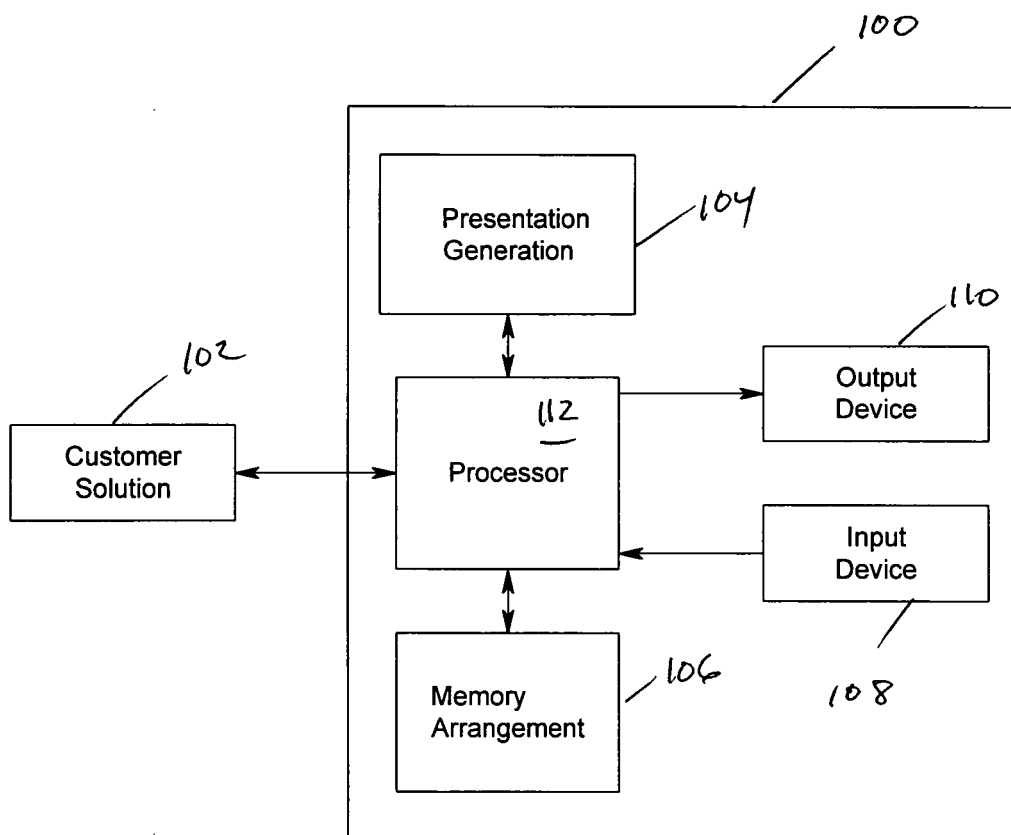 100
Presentation
Generation
104
110
Output
Device
102
Customer
Solution
112
Processor
Input
Device
108
Memory
Arrangement
106